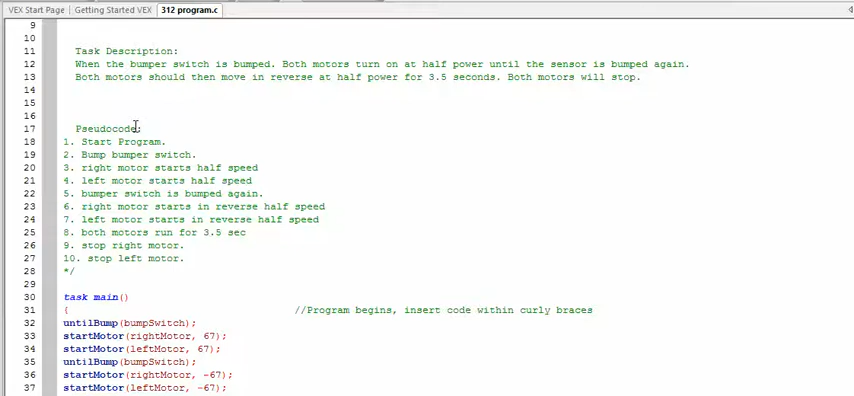 VEX Start Page | Getting Started VEX | 312 program.c
9
10
11 Task Description:
12 When the bumper switch is bumped. Both motors turn on at half power until the sensor is bumped again.
13 Both motors should then move in reverse at half power for 3.5 seconds. Both motors will stop.
14
15
16
17 Pseudocode:
18 1. Start Program.
19 2. Bump bumper switch.
20 3. right motor starts half speed
21 4. left motor starts half speed
22 5. bumper switch is bumped again.
23 6. right motor starts in reverse half speed
24 7. left motor starts in reverse half speed
25 8. both motors run for 3.5 sec
26 9. stop right motor.
27 10. stop left motor.
28 */
29
30 task main()
31 { //Program begins, insert code within curly braces
32 untilBump(bumpSwitch);
33 startMotor(rightMotor, 67);
34 startMotor(leftMotor, 67);
35 untilBump(bumpSwitch);
36 startMotor(rightMotor, -67);
37 startMotor(leftMotor, -67);